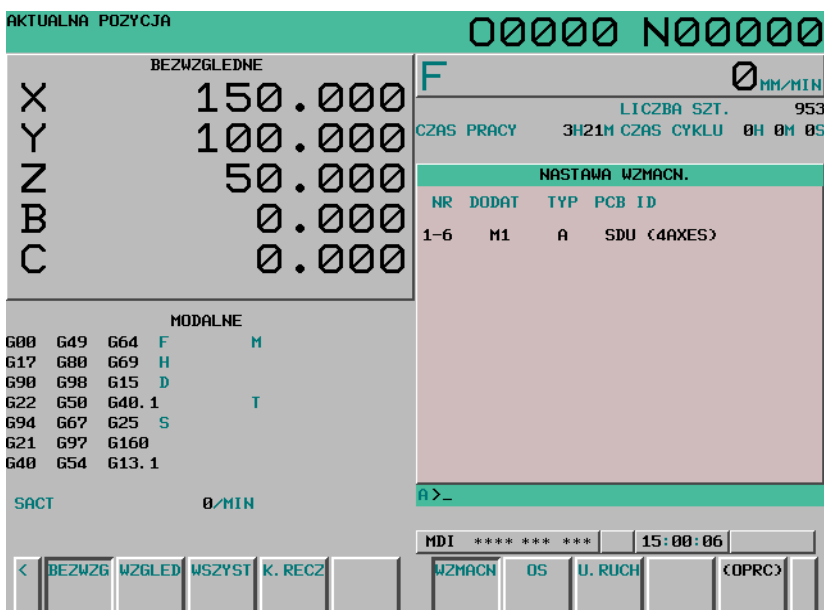 AKTUALNA POZYCJA
O0000 N00000
BEZWZGLEDNE
X 150.000
Y 100.000
Z 50.000
B 0.000
C 0.000
F 0 MM/MIN
LICZBA SZT. 953
CZAS PRACY 3H21M CZAS CYKLU 0H 0M 0S
NASTAWA WZMACN.
NR DODAT TYP PCB ID
1-6 M1 A SDU (4AXES)
MODALNE
G00 G49 G64 F M
G17 G80 G69 H
G90 G98 G15 D
G22 G50 G40.1 T
G94 G67 G25 S
G21 G97 G160
G40 G54 G13.1
SACT 0/MIN
A>_
MDI **** *** *** 15:00:06
< BEZWZG WZGLED WSZYST K.RECZ
WZMACN OS U.RUCH (OPRC)